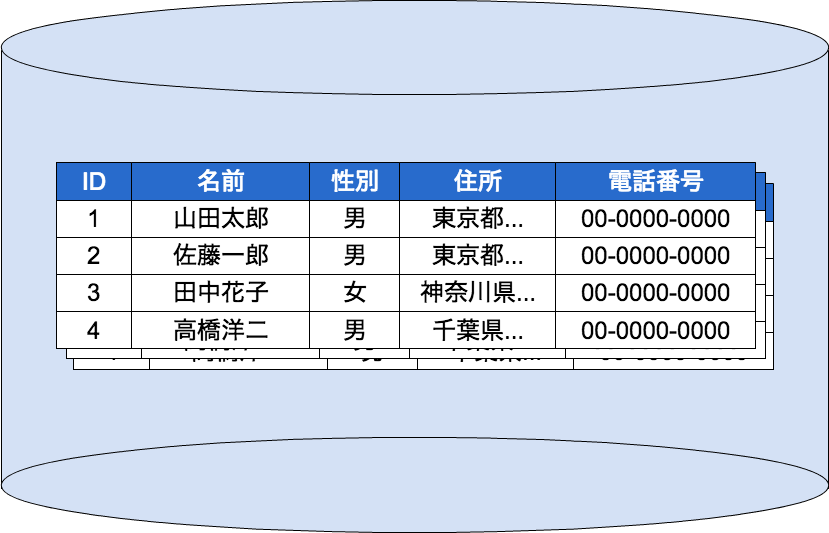 ID 名前 性別 住所 電話番号
1 山田太郎 男 東京都... 00-0000-0000
2 佐藤一郎 男 東京都... 00-0000-0000
3 田中花子 女 神奈川県... 00-0000-0000
4 高橋洋二 男 千葉県... 00-0000-0000